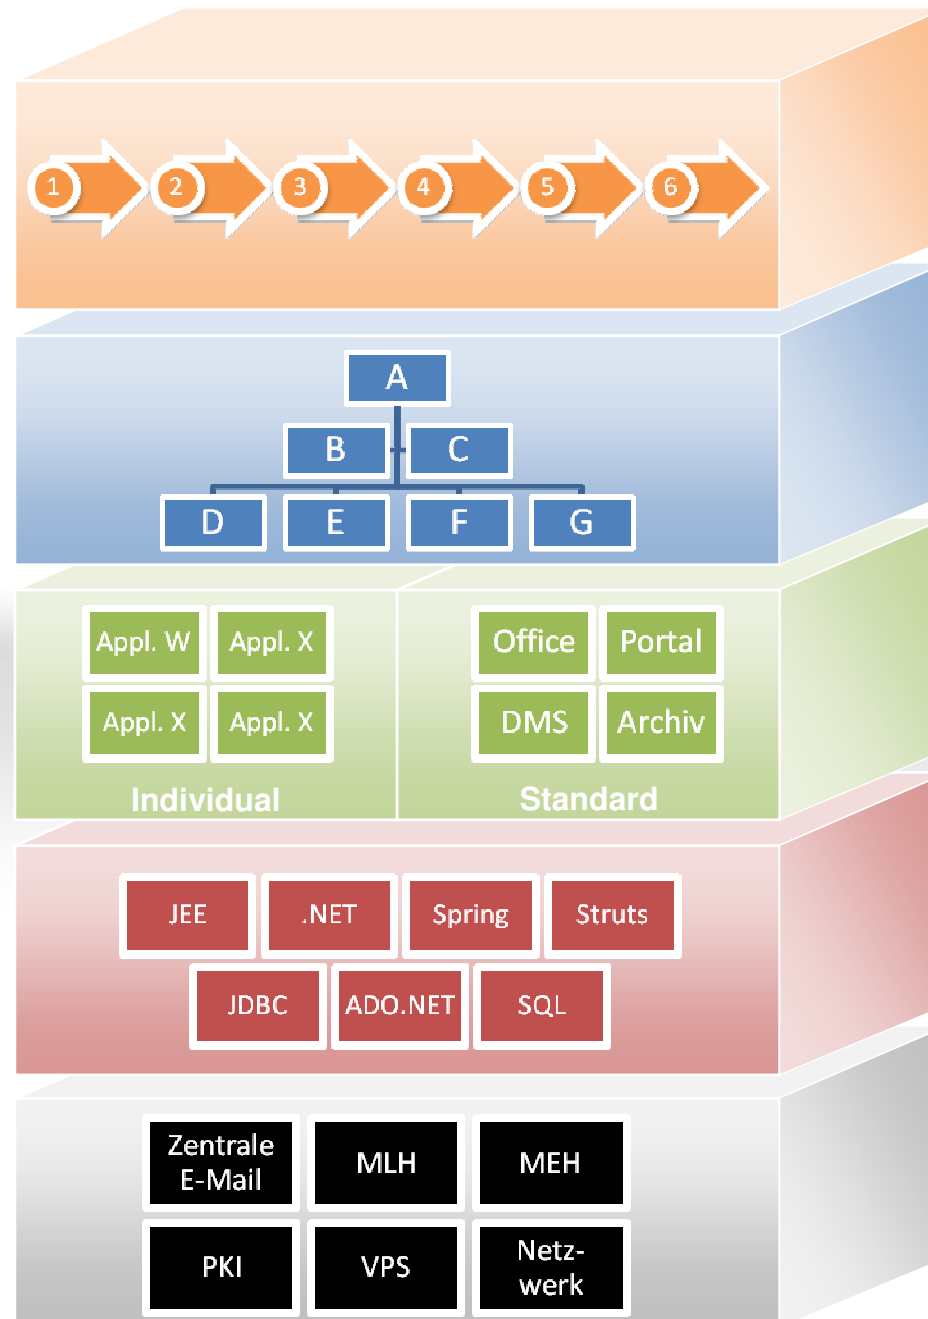 1 2 3 4 5 6
A
B C
D E F G
Appl. W Appl. X Office Portal
Appl. X Appl. X DMS Archiv
Individual Standard
JEE .NET Spring Struts
JDBC ADO.NET SQL
Zentrale
E-Mail
MLH
MEH
PKI
VPS
Netz-
werk